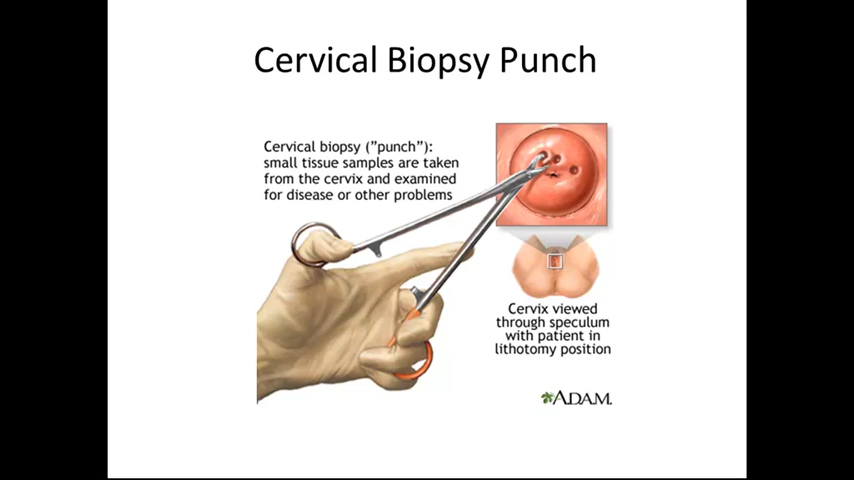 Cervical Biopsy Punch
Cervical biopsy ("punch"):
small tissue samples are taken
from the cervix and examined
for disease or other problems
Cervix viewed
through speculum
with patient in
lithotomy position
ADAM.